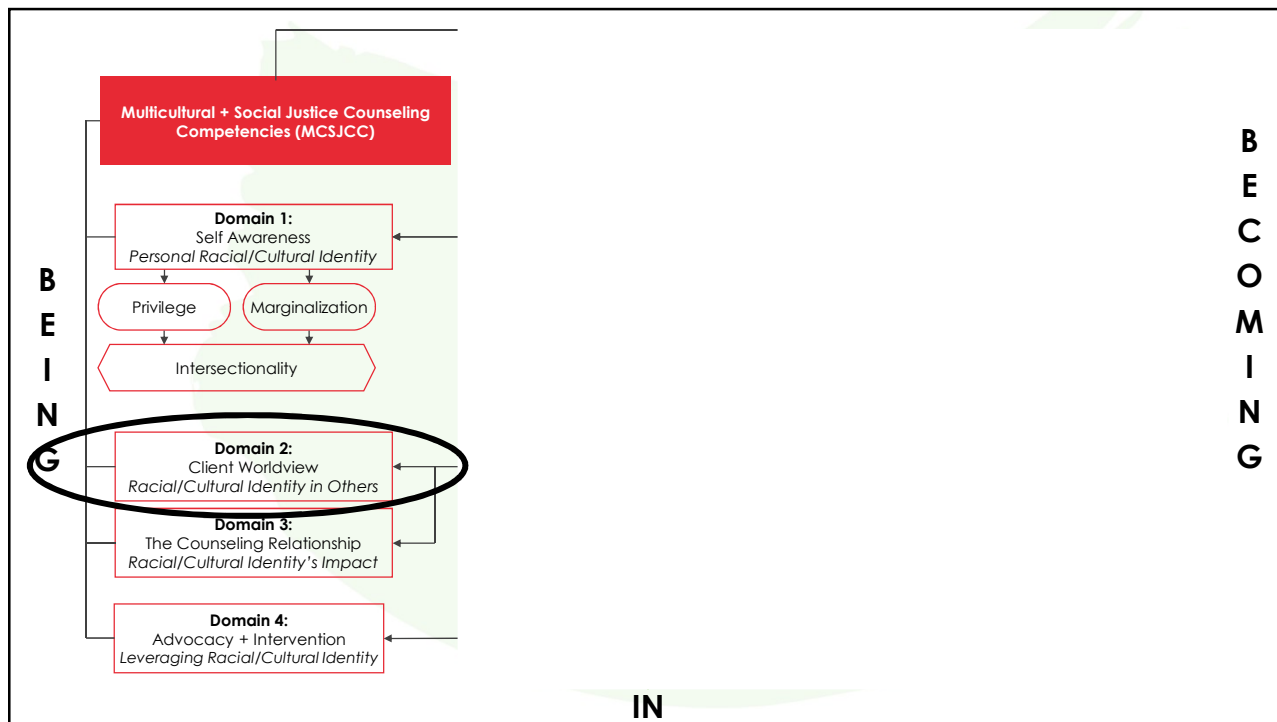 Multicultural + Social Justice Counseling
Competencies (MCSJCC)
Domain 1:
Self Awareness
Personal Racial/Cultural Identity
Privilege
Marginalization
Intersectionality
Domain 2:
Client Worldview
Racial/Cultural Identity in Others
Domain 3:
The Counseling Relationship
Racial/Cultural Identity's Impact
Domain 4:
Advocacy + Intervention
Leveraging Racial/Cultural Identity
B
E
I
N
G
IN
B
E
C
O
M
I
N
G